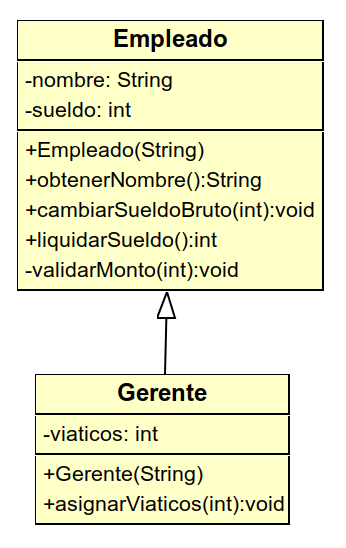 Empleado
-nombre: String
-sueldo: int
+Empleado(String)
+obtenerNombre():String
+cambiarSueldoBruto(int):void
+liquidarSueldo():int
-validarMonto(int):void
Gerente
-viaticos: int
+Gerente(String)
+asignarViaticos(int):void